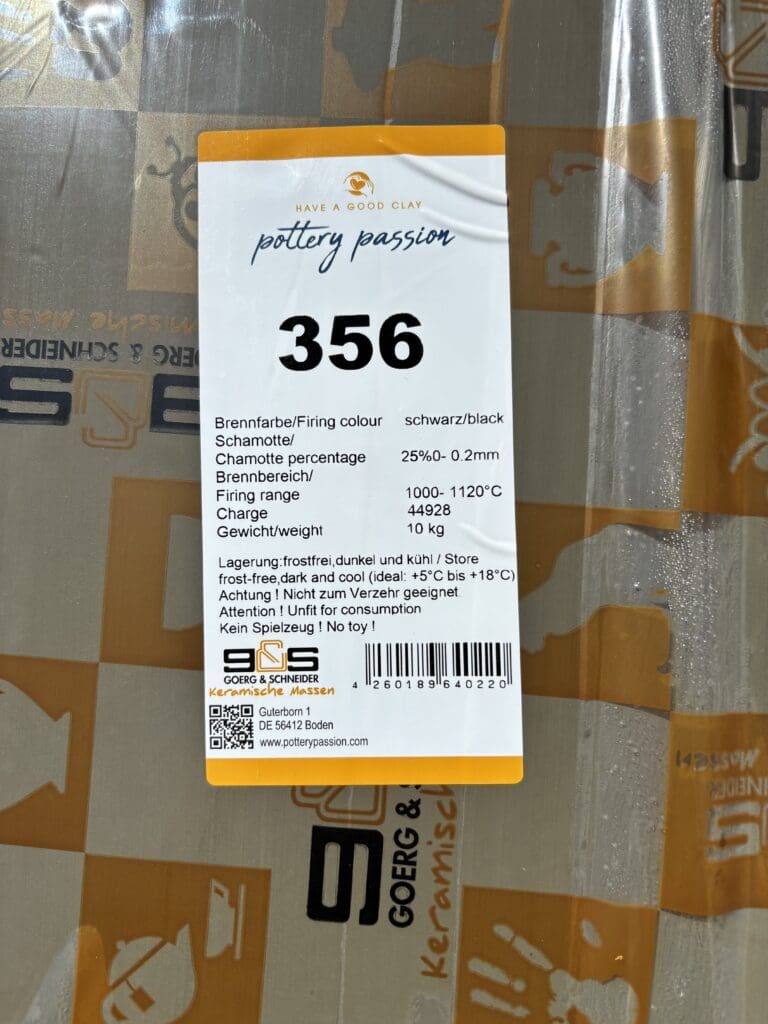 HAVE A GOOD CLAY
pottery passion
356
Brennfarbe/Firing colour schwarz/black
Schamotte/
Chamotte percentage 25%0- 0.2mm
Brennbereich/
Firing range 1000- 1120°C
Charge 44928
Gewicht/weight 10 kg
Lagerung:frostfrei,dunkel und kühl / Store
frost-free,dark and cool (ideal: +5°C bis +18°C)
Achtung ! Nicht zum Verzehr geeignet.
Attention ! Unfit for consumption
Kein Spielzeug ! No toy !
g&s
GOERG & SCHNEIDER
Keramische Massen
4 260189 640220
Guterborn 1
DE 56412 Boden
www.potterypassion.com
GOERG & SCHNEIDER
g&s
GOERG &
Keramisch
Massen